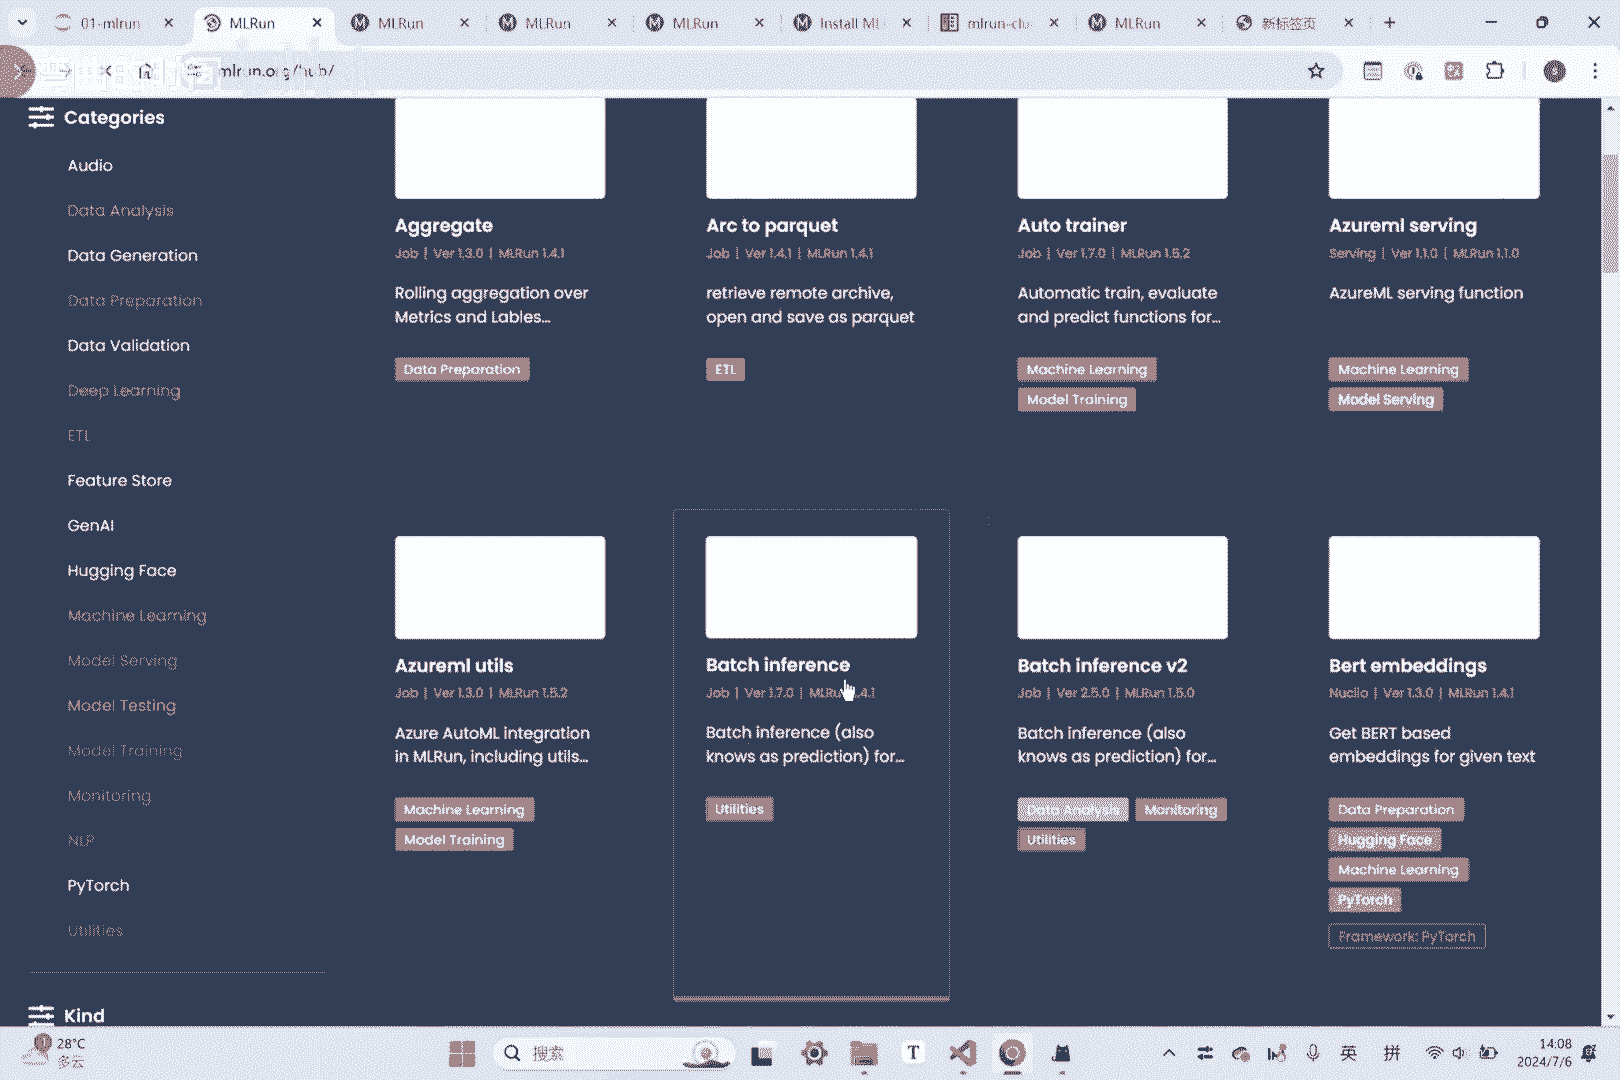 01-mlrun
MLRun
MLRun
MLRun
MLRun
Install ML
mlrun-clu
MLRun
新标签页
mlrun.org/hub/
Categories
Audio
Data Analysis
Data Generation
Data Preparation
Data Validation
Deep Learning
ETL
Feature Store
GenAI
Hugging Face
Machine Learning
Model Serving
Model Testing
Model Training
Monitoring
NLP
PyTorch
Utilities
Kind
Aggregate
Job | Ver 1.3.0 | MLRun 1.4.1
Rolling aggregation over
Metrics and Lables...
Data Preparation
Arc to parquet
Job | Ver 1.4.1 | MLRun 1.4.1
retrieve remote archive,
open and save as parquet
ETL
Auto trainer
Job | Ver 1.7.0 | MLRun 1.5.2
Automatic train, evaluate
and predict functions for...
Machine Learning
Model Training
Azureml serving
Serving | Ver 1.1.0 | MLRun 1.1.0
AzureML serving function
Machine Learning
Model Serving
Azureml utils
Job | Ver 1.3.0 | MLRun 1.5.2
Azure AutoML integration
in MLRun, including utils...
Machine Learning
Model Training
Batch inference
Job | Ver 1.7.0 | MLRun 1.4.1
Batch inference (also
knows as prediction) for...
Utilities
Batch inference v2
Job | Ver 2.5.0 | MLRun 1.5.0
Batch inference (also
knows as prediction) for...
Data Analysis Monitoring
Utilities
Bert embeddings
Nuclio | Ver 1.3.0 | MLRun 1.4.1
Get BERT based
embeddings for given text
Data Preparation
Hugging Face
Machine Learning
PyTorch
Framework: PyTorch
28°C
多云
搜索
英
拼
14:08
2024/7/6